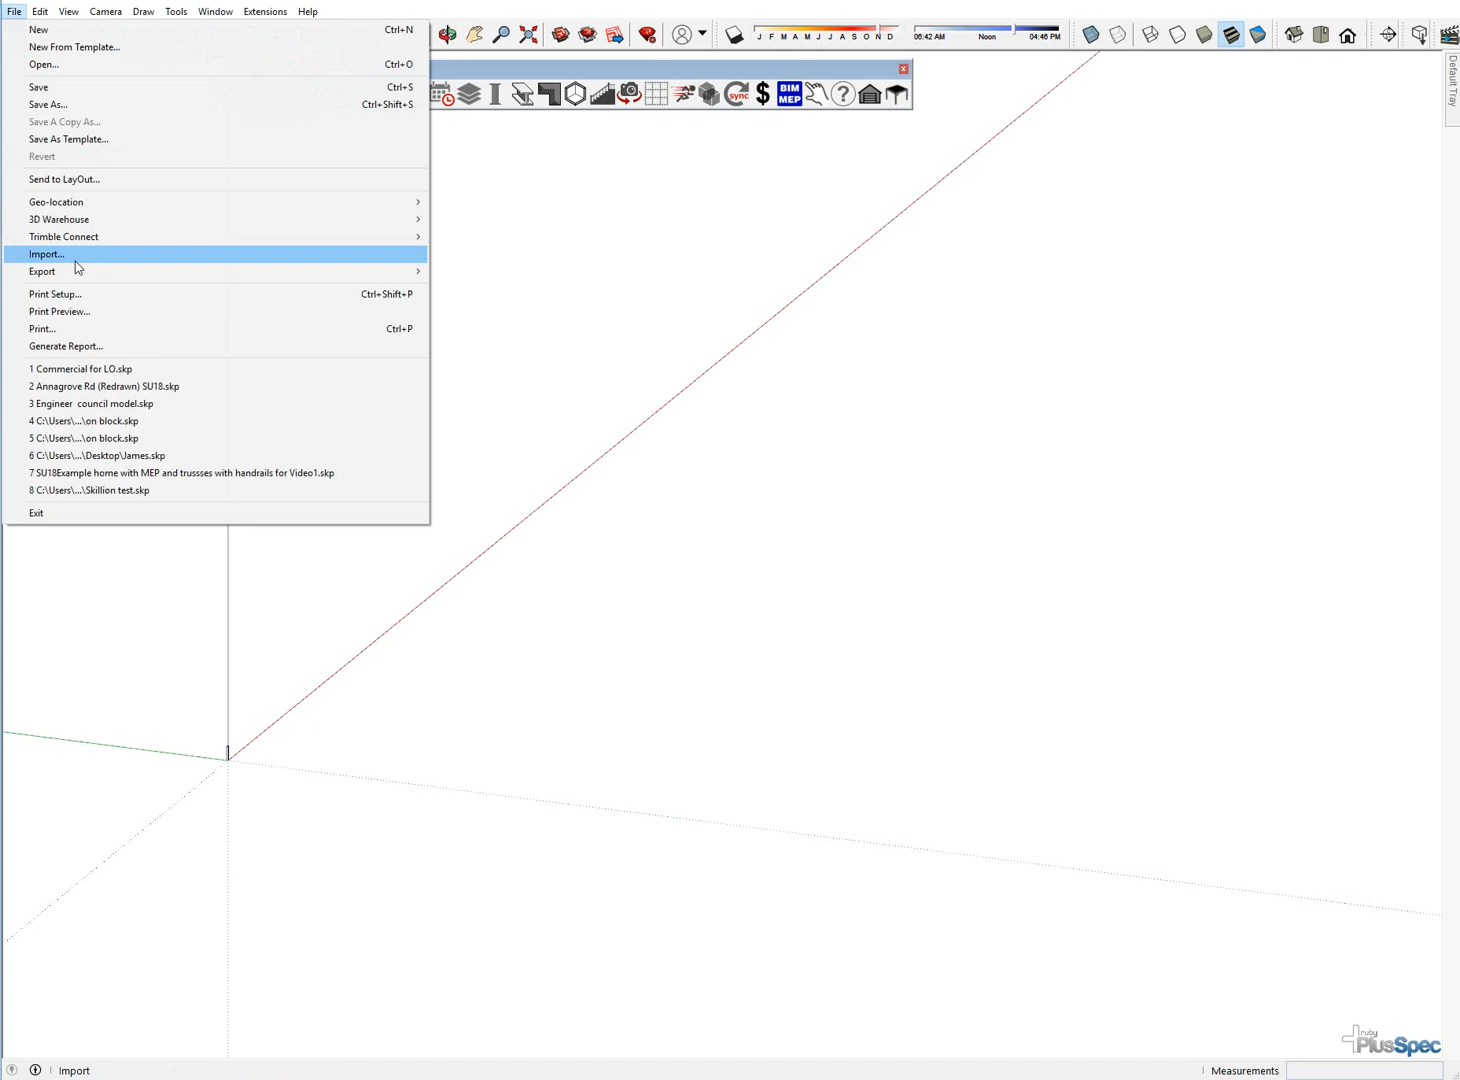 File Edit View Camera Draw Tools Window Extensions Help
New Ctrl+N
New From Template...
Open... Ctrl+O
Save Ctrl+S
Save As... Ctrl+Shift+S
Save A Copy As...
Save As Template...
Revert
Send to LayOut...
Geo-location
3D Warehouse
Trimble Connect
Import...
Export
Print Setup... Ctrl+Shift+P
Print Preview...
Print... Ctrl+P
Generate Report...
1 Commercial for LO.skp
2 Annagrove Rd (Redrawn) SU18.skp
3 Engineer council model.skp
4 C:\Users\...\on block.skp
5 C:\Users\...\on block.skp
6 C:\Users\...\Desktop\James.skp
7 SU18Example home with MEP and trussses with handrails for Video1.skp
8 C:\Users\...\Skillion test.skp
Exit
J F M A M J J A S O N D
06:42 AM Noon 04:46 PM
sync $ BIM
MEP ?
Default Tray
ruby
PlusSpec
Import
Measurements